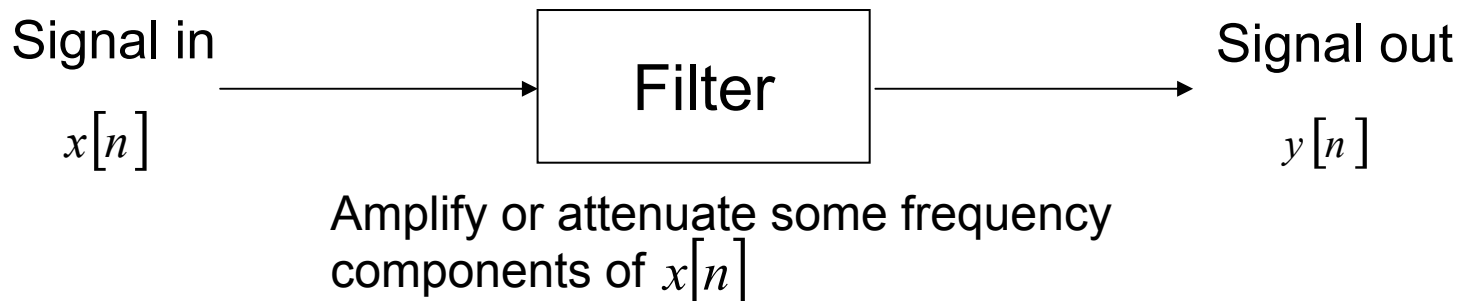 Signal in
x[n]
Filter
Signal out
y[n]
Amplify or attenuate some frequency
components of x[n]